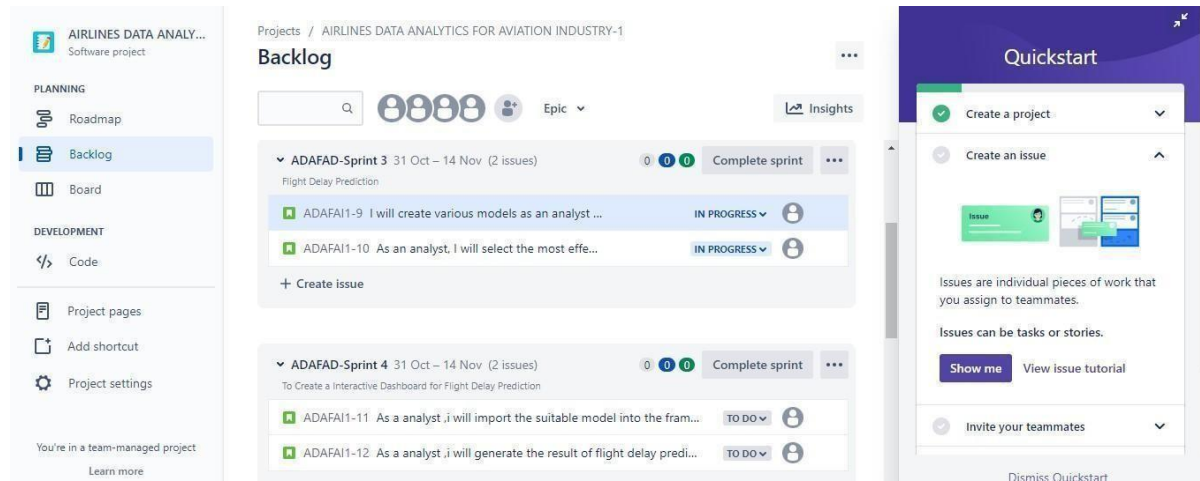 AIRLINES DATA ANALY...
Software project
PLANNING
Roadmap
Backlog
Board
DEVELOPMENT
Code
Project pages
Add shortcut
Project settings
You're in a team-managed project
Learn more
Projects / AIRLINES DATA ANALYTICS FOR AVIATION INDUSTRY-1
Backlog
Epic
Insights
ADAFAD-Sprint 3 31 Oct – 14 Nov (2 issues) 0 0 0 Complete sprint
Flight Delay Prediction
ADAFAI1-9 I will create various models as an analyst ... IN PROGRESS
ADAFAI1-10 As an analyst, I will select the most effe... IN PROGRESS
+ Create issue
ADAFAD-Sprint 4 31 Oct – 14 Nov (2 issues) 0 0 0 Complete sprint
To Create a Interactive Dashboard for Flight Delay Prediction
ADAFAI1-11 As a analyst ,i will import the suitable model into the fram... TO DO
ADAFAI1-12 As a analyst ,i will generate the result of flight delay predi... TO DO
Quickstart
Create a project
Create an issue
Issue
Issues are individual pieces of work that
you assign to teammates.
Issues can be tasks or stories.
Show me View issue tutorial
Invite your teammates
Dismiss Quickstart